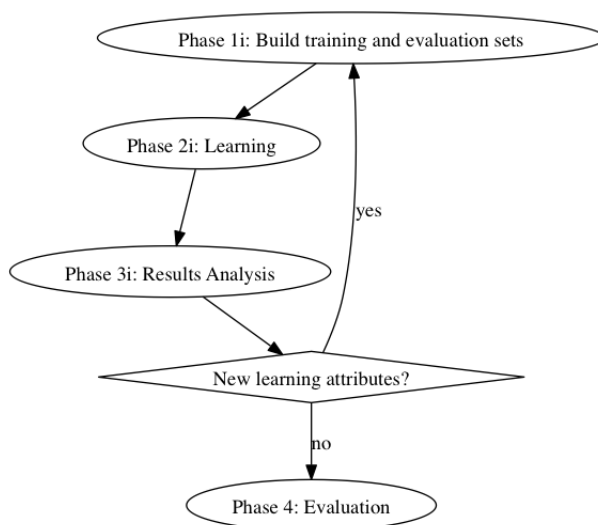 Phase 1i: Build training and evaluation sets
Phase 2i: Learning
yes
Phase 3i: Results Analysis
New learning attributes?
no
Phase 4: Evaluation